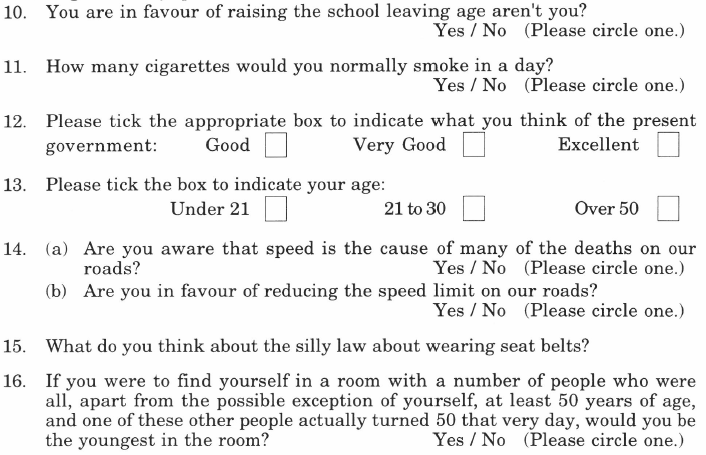 10. You are in favour of raising the school leaving age aren't you?
Yes / No (Please circle one.)
11. How many cigarettes would you normally smoke in a day?
Yes / No (Please circle one.)
12. Please tick the appropriate box to indicate what you think of the present
government: Good Very Good Excellent
13. Please tick the box to indicate your age:
Under 21 21 to 30 Over 50
14. (a) Are you aware that speed is the cause of many of the deaths on our
roads? Yes / No (Please circle one.)
(b) Are you in favour of reducing the speed limit on our roads?
Yes / No (Please circle one.)
15. What do you think about the silly law about wearing seat belts?
16. If you were to find yourself in a room with a number of people who were
all, apart from the possible exception of yourself, at least 50 years of age,
and one of these other people actually turned 50 that very day, would you be
the youngest in the room? Yes / No (Please circle one.)